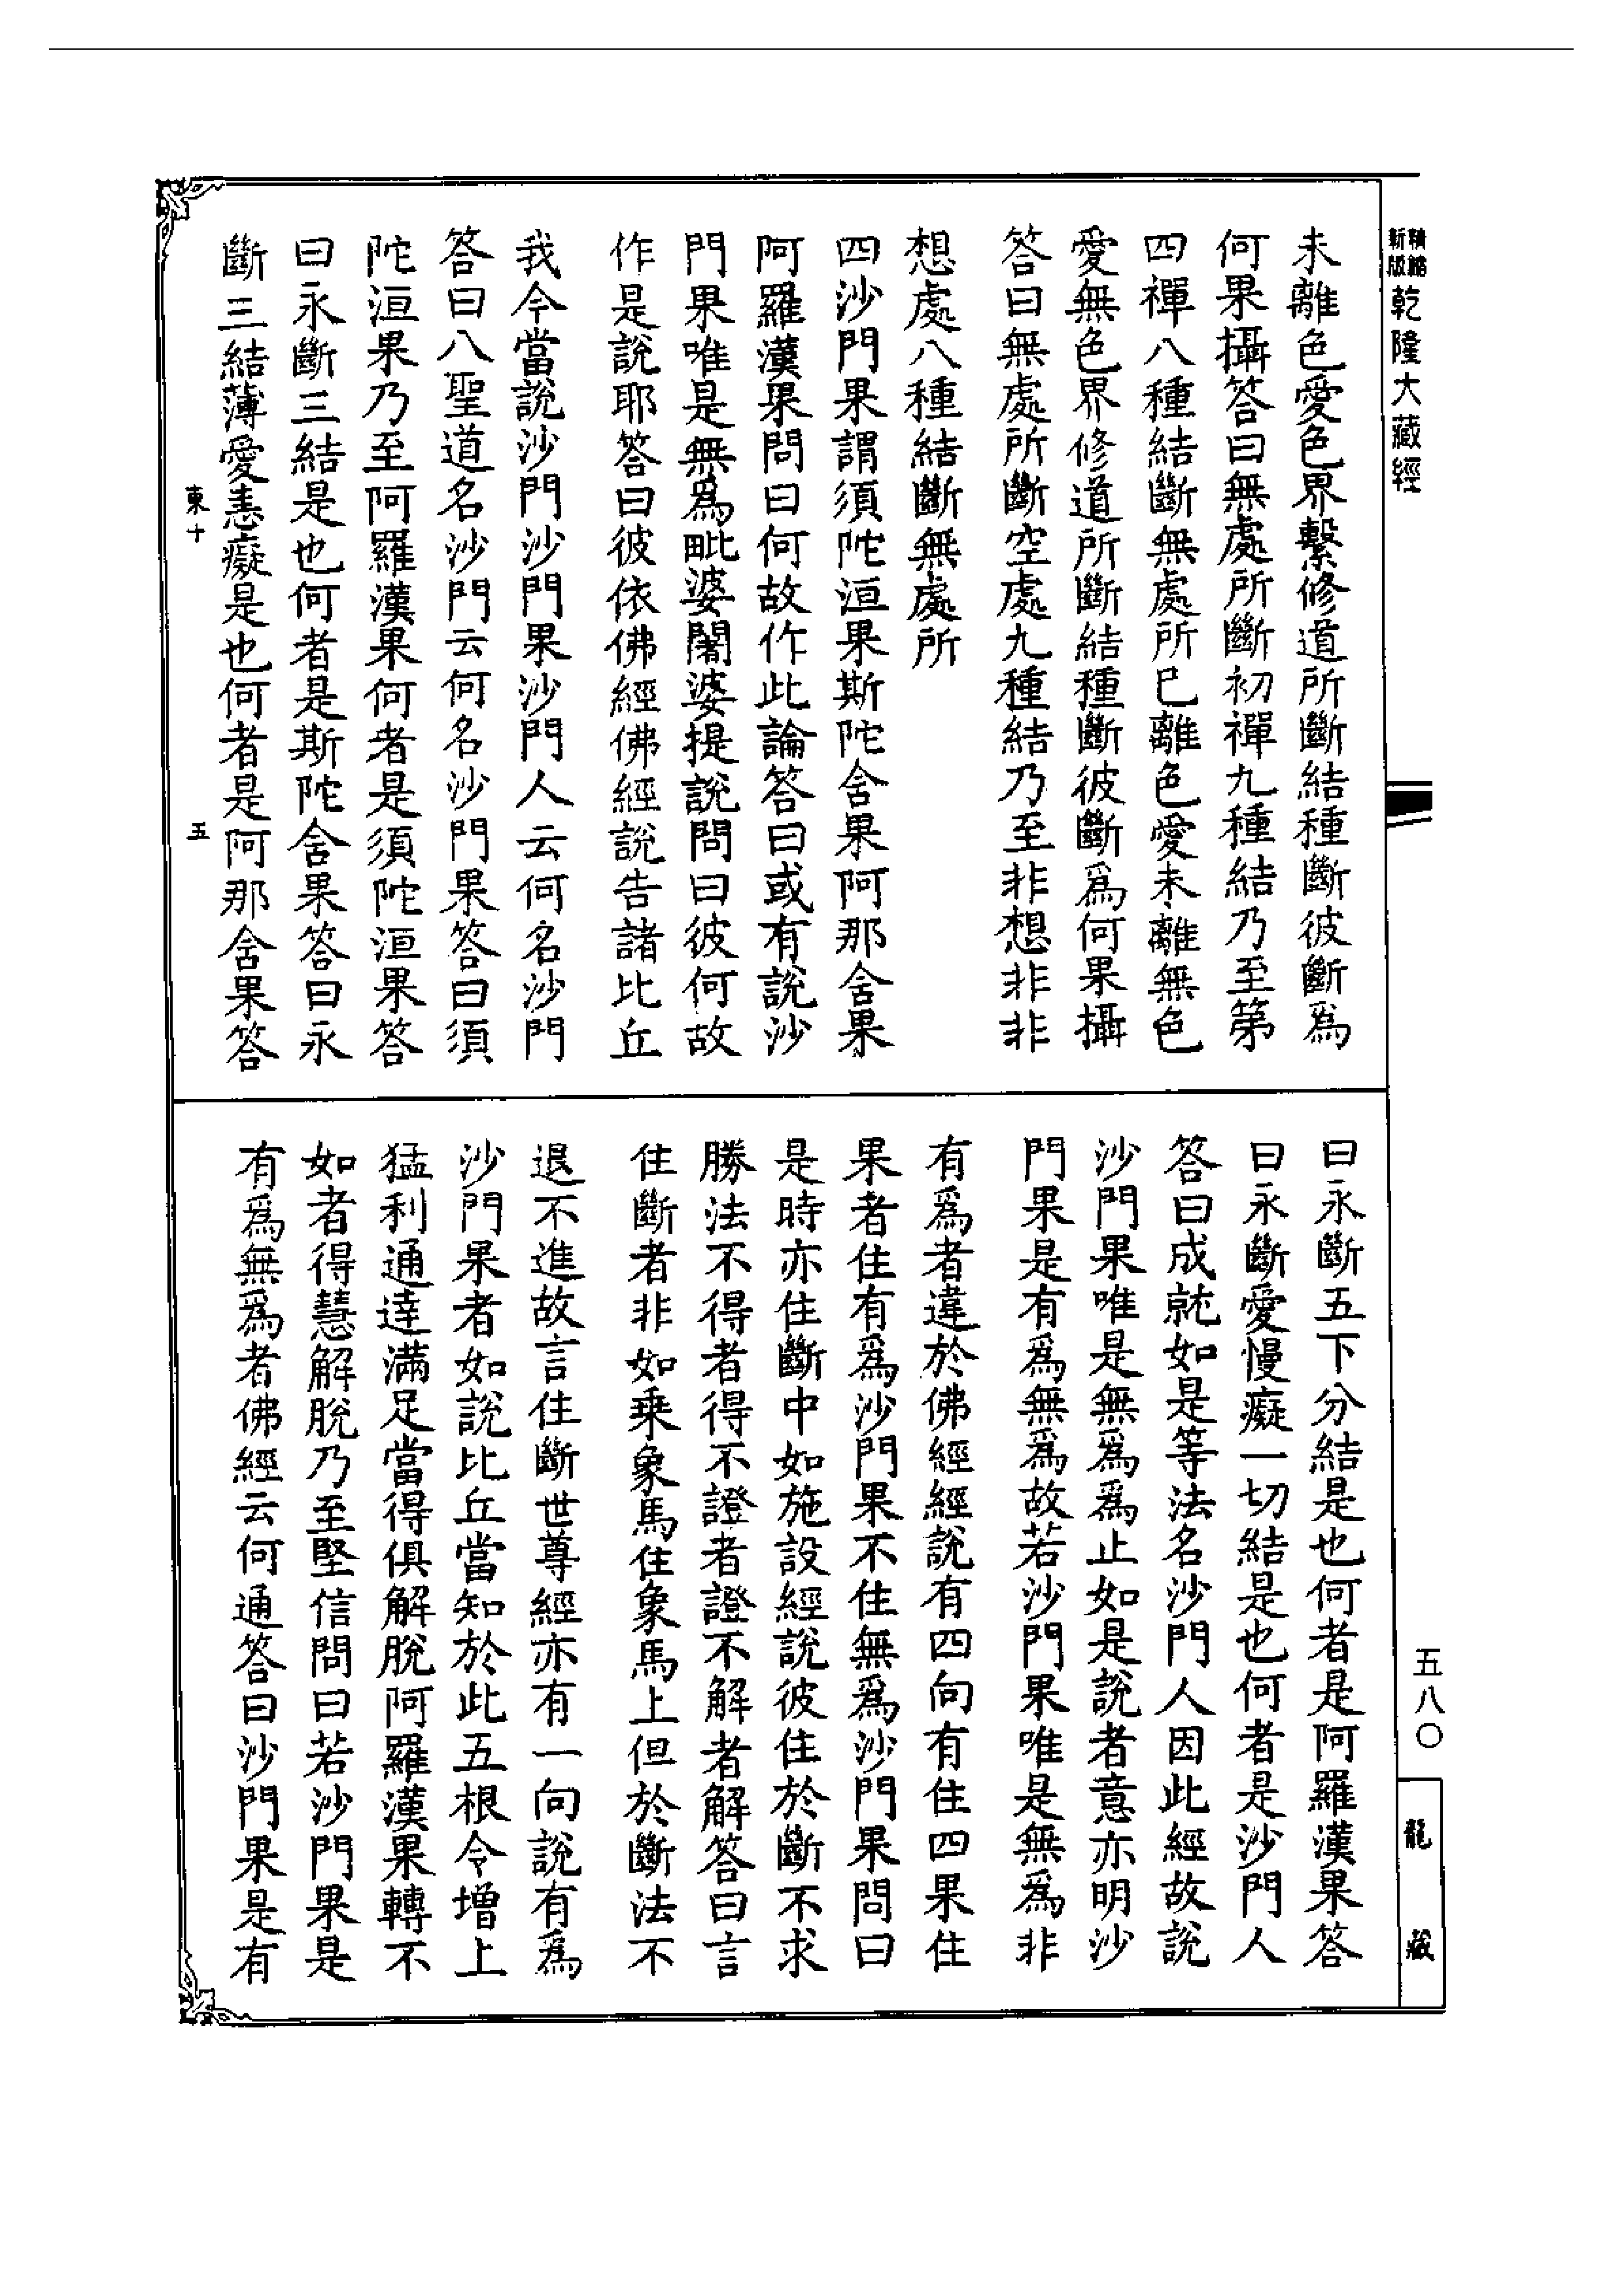 精縮
新版
乾隆大藏經
未離色愛色界繫修道所斷結種斷彼斷為
何果攝答曰無處所斷初禪九種結乃至第
四禪八種結斷無處所已離色愛未離無色
愛無色界修道所斷結種斷彼斷為何果攝
答曰無處所斷空處九種結乃至非想非非
想處八種結斷無處所
四沙門果謂須陀洹果斯陀含果阿那含果
阿羅漢果問曰何故作此論答曰或有說沙
門果唯是無為毗婆闍婆提說問曰彼何故
作是說耶答曰彼依佛經佛經說告諸比丘
我今當說沙門沙門果沙門人云何名沙門
答曰八聖道名沙門云何名沙門果答曰須
陀洹果乃至阿羅漢果何者是須陀洹果答
曰永斷三結是也何者是斯陀含果答曰永
斷三結薄愛恚癡是也何者是阿那含果答
東十
五
曰永斷五下分結是也何者是阿羅漢果答
曰永斷愛慢癡一切結是也何者是沙門人
答曰成就如是等法名沙門人因此經故說
沙門果唯是無為為止如是說者意亦明沙
門果是有為無為故若沙門果唯是無為非
有為者違於佛經經說有四向有住四果住
果者住有為沙門果不住無為沙門果問曰
是時亦住斷中如施設經說彼住於斷不求
勝法不得者得不證者證不解者解答曰言
住斷者非如乘象馬住象馬上但於斷法不
退不進故言住斷世尊經亦有一向說有為
沙門果者如說比丘當知於此五根令增上
猛利通達滿足當得俱解脫阿羅漢果轉不
如者得慧解脫乃至堅信問曰若沙門果是
有為無為者佛經云何通答曰沙門果是有
五八〇
龍藏